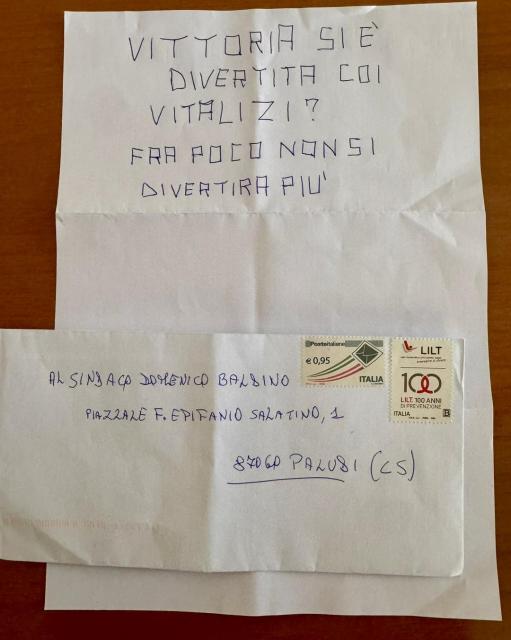 VITTORIA SI È
DIVERTITA COI
VITALIZI?
FRA POCO NON SI
DIVERTIRA PIU'
Posteitaliane
€ 0,95
ITALIA
LILT
100
LILT. 100 ANNI
DI PREVENZIONE
ITALIA B
AL SINDACO DOMENICO BALDINO
PIAZZALE F. EPIFANIO SALATINO, 1
87060 PALUDI (CS)